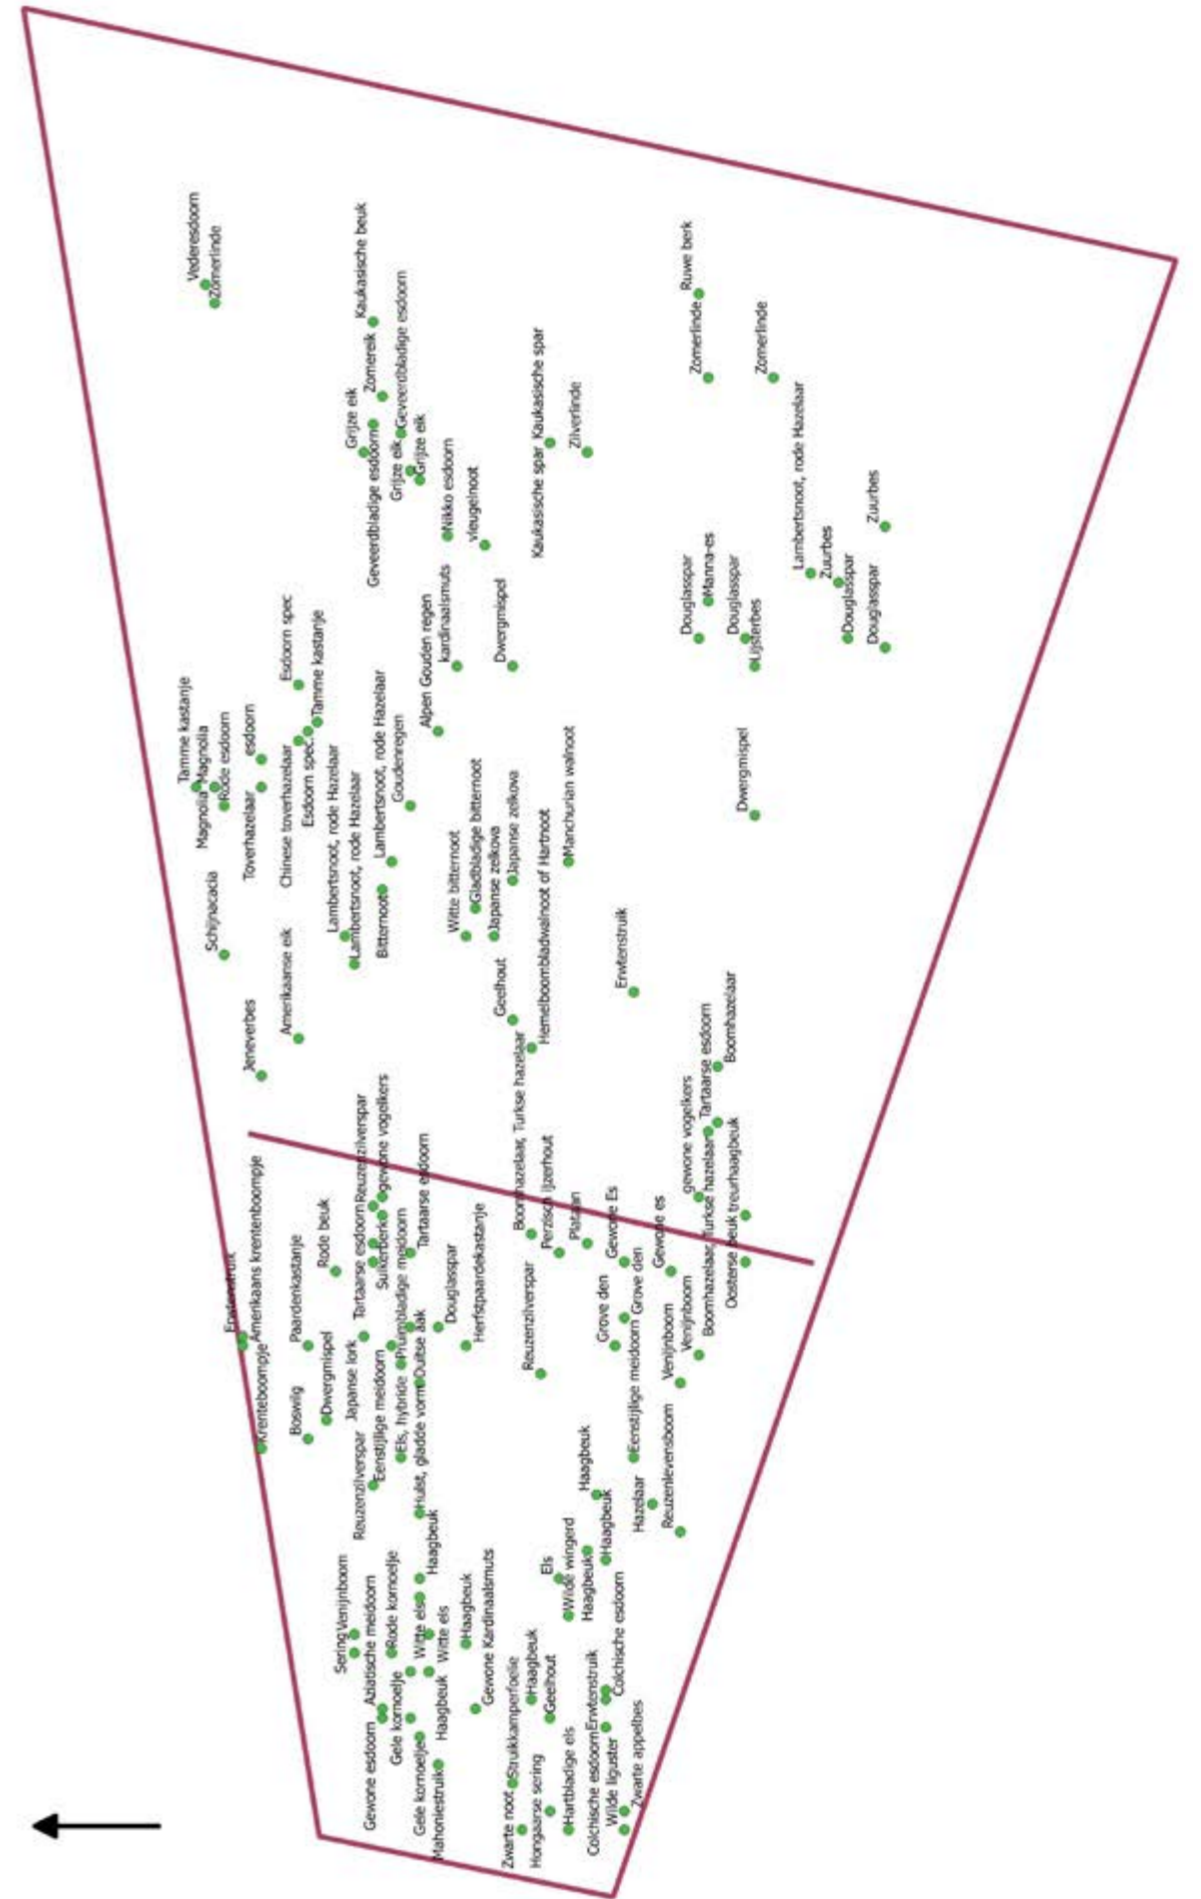 Vederesdoorn
Zomerlinde
Kaukasische beuk
Zomereik
Geveerdbladige esdoorn
Grijze eik
Geveerdbladige esdoorn
Grijze eik
Grijze eik
Nikko esdoorn
vleugelnoot
Kaukasische spar
Kaukasische spar
Zilverlinde
Ruwe berk
Zomerlinde
Zomerlinde
Lambertsnoot, rode Hazelaar
Zuurbes
Zuurbes
Douglasspar
Manna-es
Douglasspar
Lijsterbes
Douglasspar
Douglasspar
Tamme kastanje
Magnolia
Magnolia
Rode esdoorn
esdoorn
Toverhazelaar
Esdoorn spec
Tamme kastanje
Chinese toverhazelaar
Esdoorn spec.
Lambertsnoot, rode Hazelaar
Lambertsnoot, rode Hazelaar
Lambertsnoot, rode Hazelaar
Goudenregen
Alpen Gouden regen
kardinaalsmuts
Dwergmispel
Schijnacacia
Bitternoot
Witte bitternoot
Gladbladige bitternoot
Japanse zelkova
Japanse zelkova
Manchurian walnoot
Dwergmispel
Jeneverbes
Amerikaanse eik
Geelhout
Hemelboombladwalnoot of Hartnoot
Erwtenstruik
Boomhazelaar, Turkse hazelaar
Tartaarse esdoorn
Boomhazelaar
gewone vogelkers
Boomhazelaar, Turkse hazelaar
treurhaagbeuk
Oosterse beuk
Erwtenstruik
Amerikaans krentenboompje
Krenteboompje
Paardenkastanje
Rode beuk
Boswilg
Dwergmispel
Reuzenzilverspar
gewone vogelkers
Tartaarse esdoorn
Suikerberk
Tartaarse esdoorn
Japanse lork
Pruimbladige meidoorn
Eenstijlige meidoorn
Els, hybride
Duitse aak
Hulst, gladde vorm
Douglasspar
Herfstpaardekastanje
Reuzenzilverspar
Perzisch ijzerhout
Plataan
Gewone Es
Gewone es
Reuzenzilverspar
Grove den
Grove den
Venijnboom
Venijnboom
Eenstijlige meidoorn
Reuzenlevensboom
Hazelaar
Haagbeuk
Haagbeuk
Haagbeuk
Els
Wilde wingerd
Venijnboom
Sering
Aziatische meidoorn
Rode kornoelje
Haagbeuk
Witte els
Witte els
Haagbeuk
Gewone Kardinaalsmuts
Gewone esdoorn
Gele kornoelje
Gele kornoelje
Haagbeuk
Mahoniestruik
Haagbeuk
Geelhout
Struikkamperfoelie
Zwarte noot
Hongaarse sering
Hartbladige els
Colchische esdoorn
Erwtenstruik
Colchische esdoorn
Wilde liguster
Zwarte appelbes